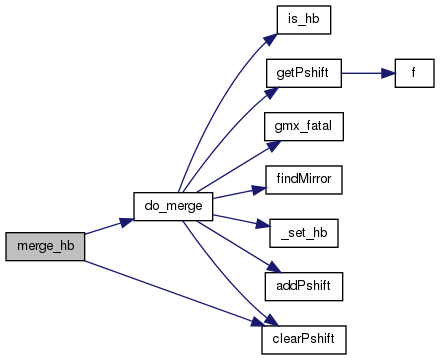 is_hb
getPshift
f
gmx_fatal
findMirror
do_merge
_set_hb
merge_hb
addPshift
clearPshift